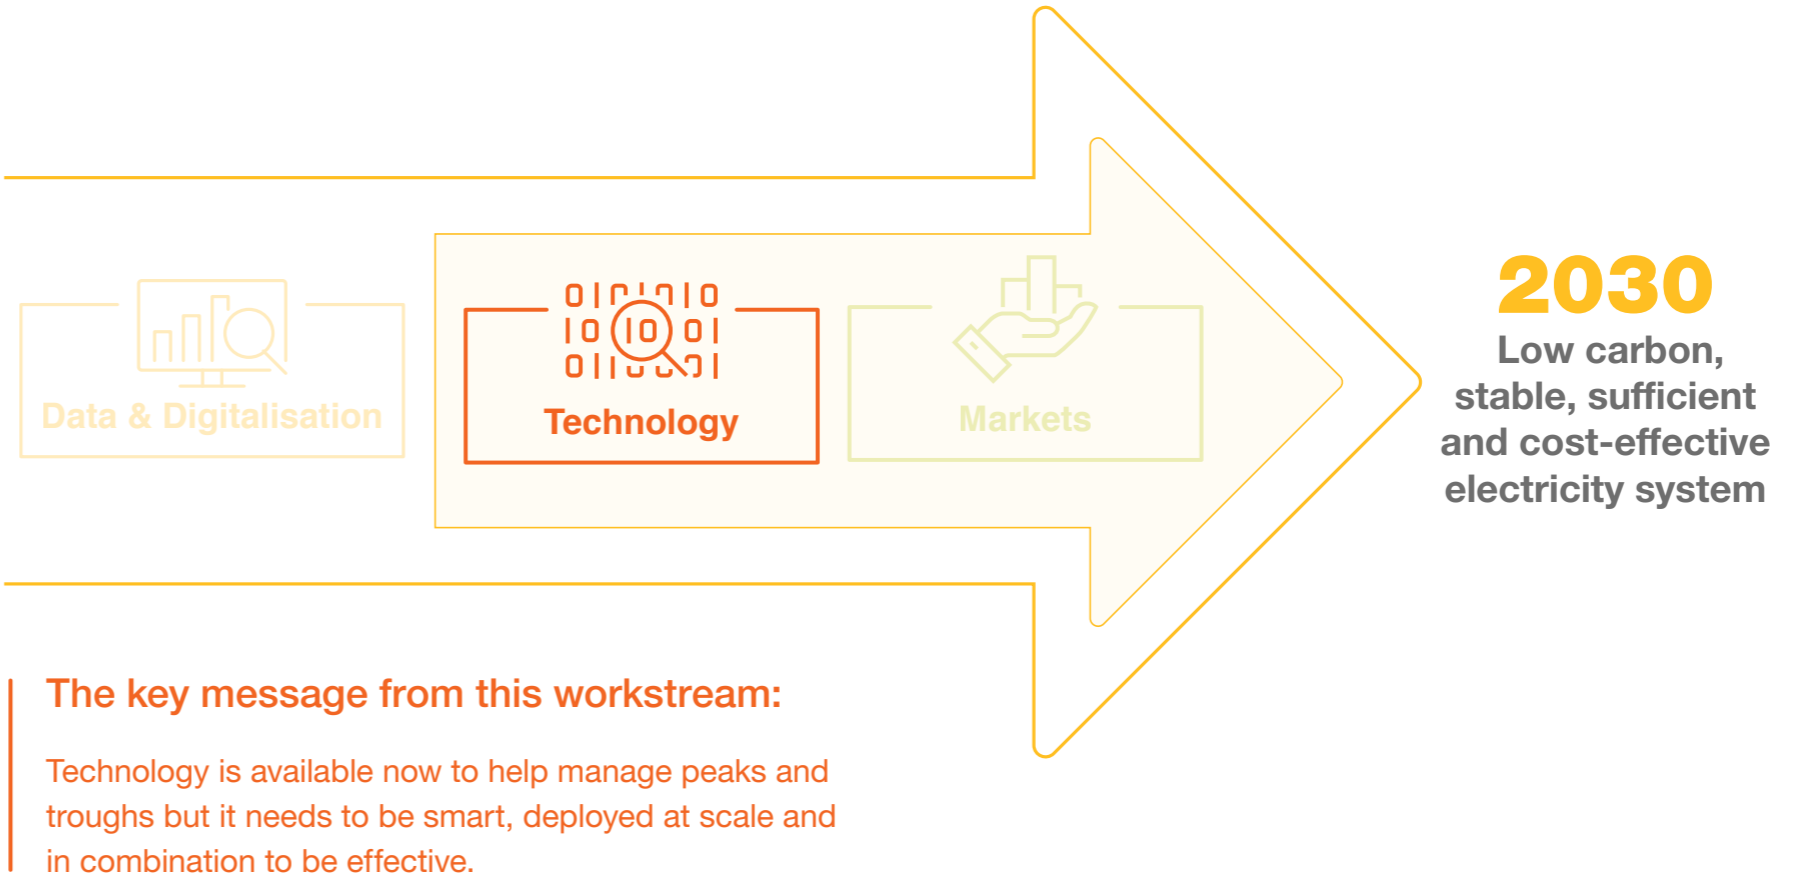 Data & Digitalisation
Technology
Markets
2030
Low carbon,
stable, sufficient
and cost-effective
electricity system
The key message from this workstream:
Technology is available now to help manage peaks and
troughs but it needs to be smart, deployed at scale and
in combination to be effective.